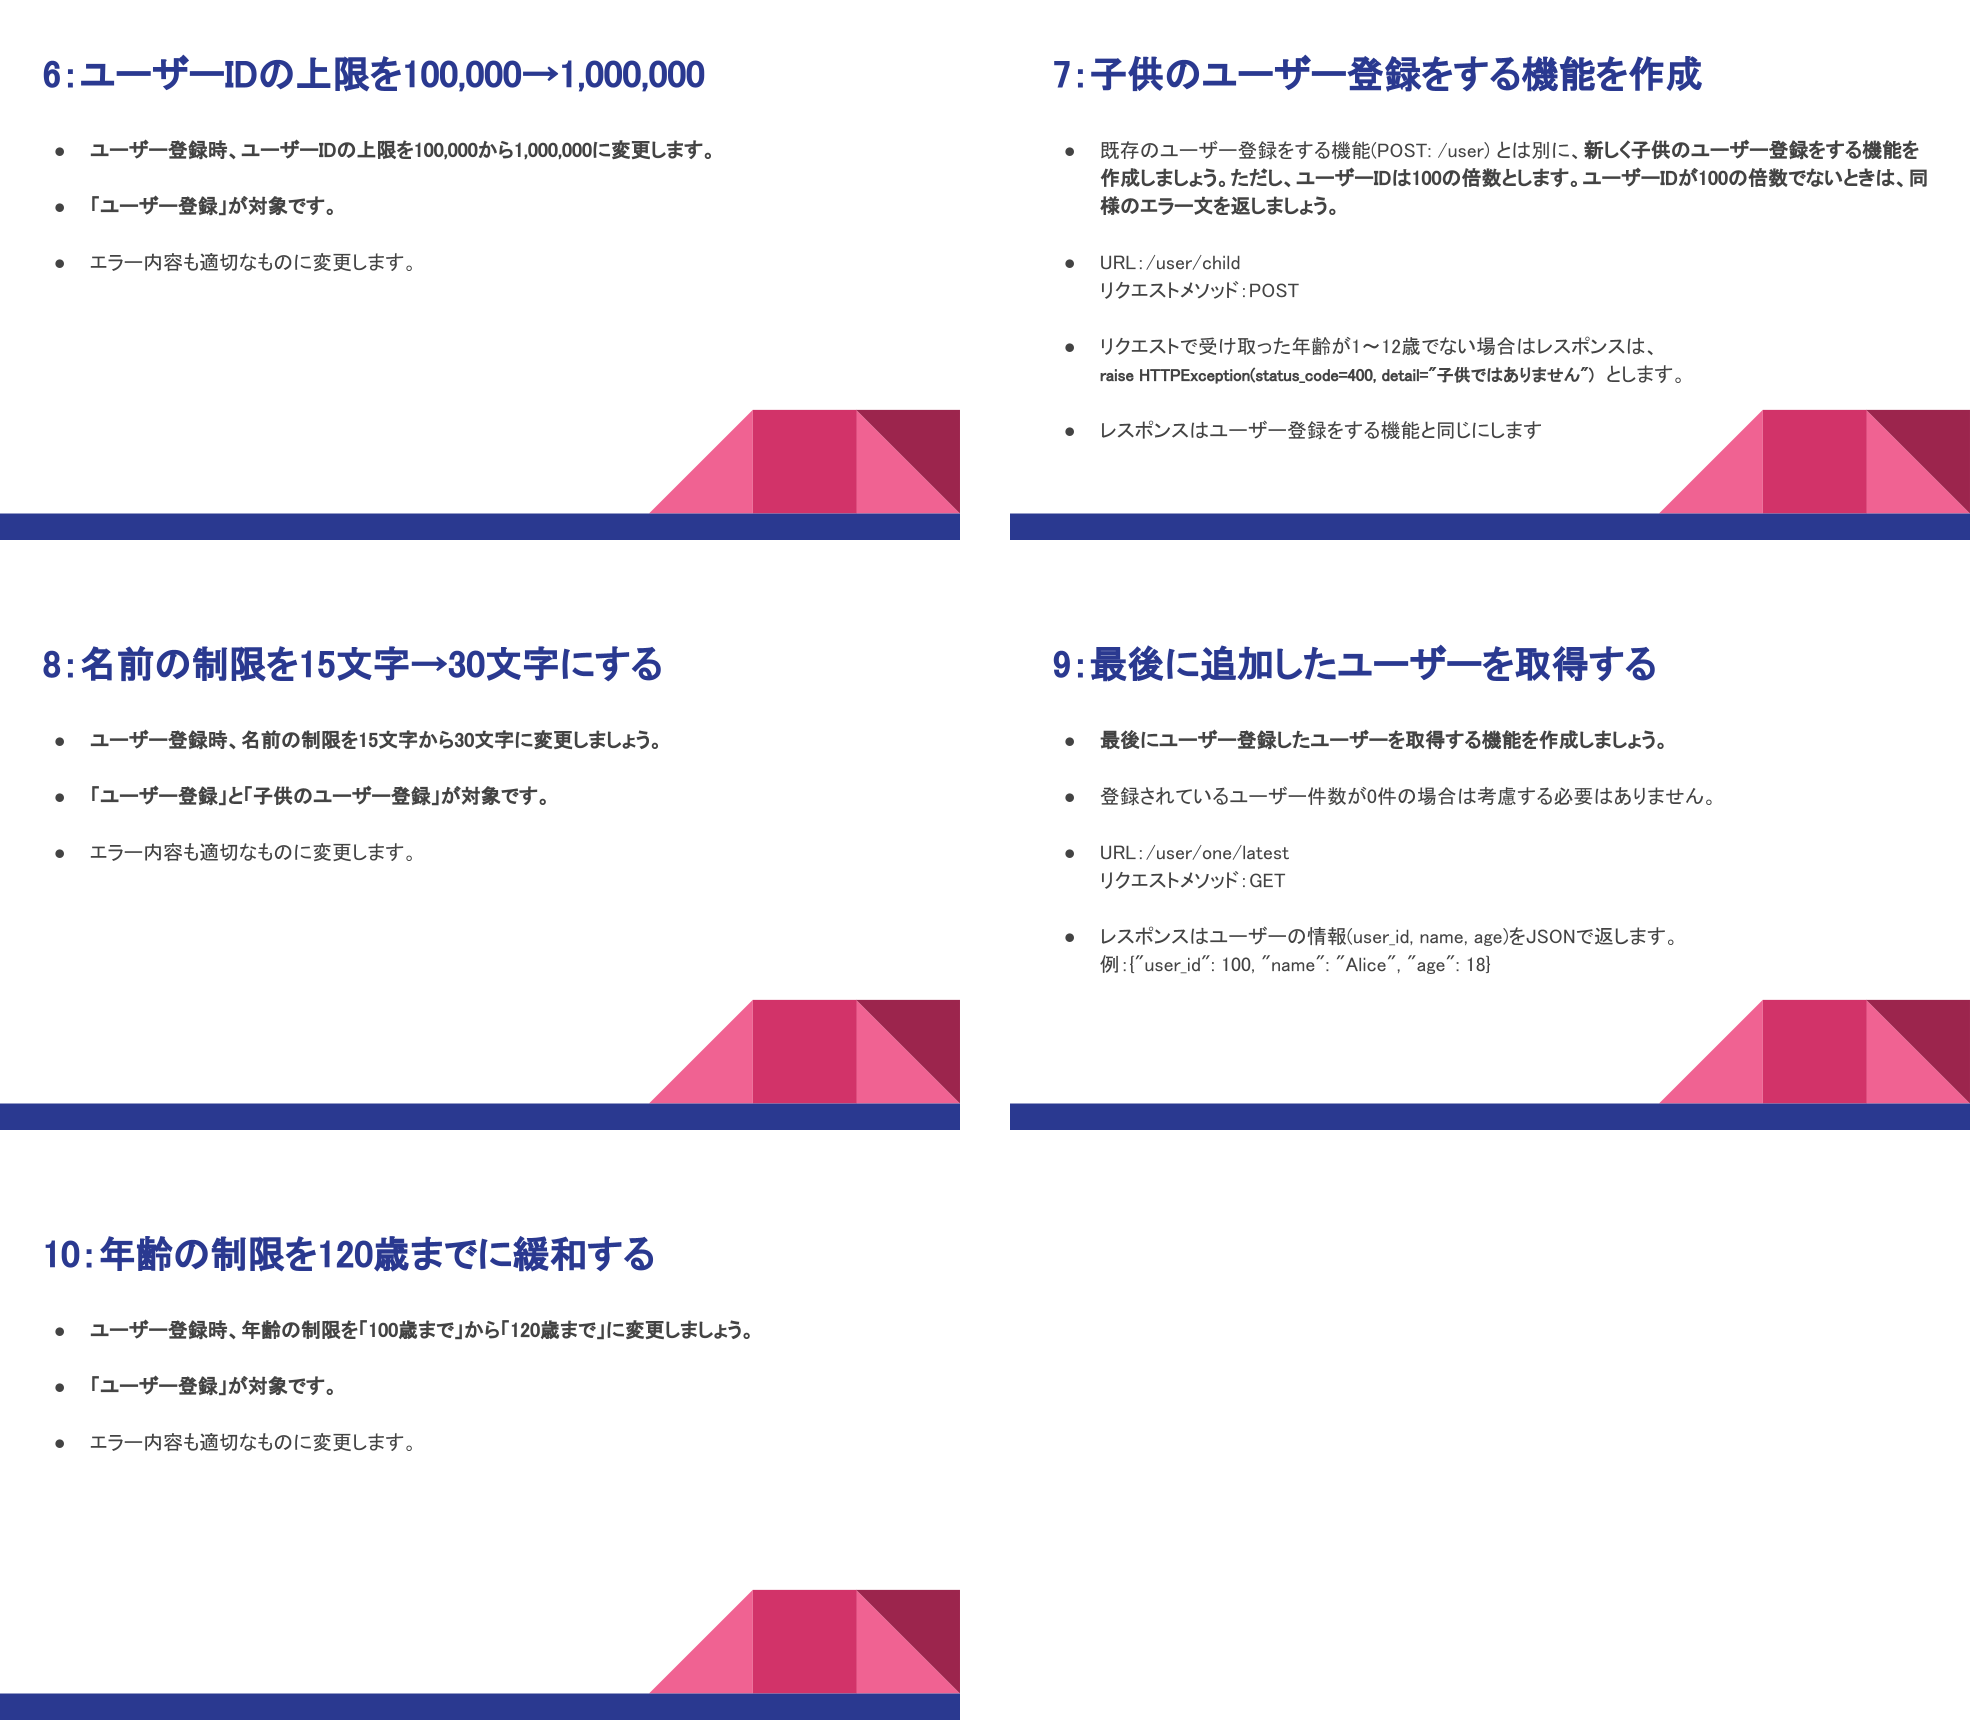 6：ユーザーIDの上限を100,000→1,000,000
● ユーザー登録時、ユーザーIDの上限を100,000から1,000,000に変更します。
● 「ユーザー登録」が対象です。
● エラー内容も適切なものに変更します。
7：子供のユーザー登録をする機能を作成
● 既存のユーザー登録をする機能(POST: /user) とは別に、新しく子供のユーザー登録をする機能を
作成しましょう。ただし、ユーザーIDは100の倍数とします。ユーザーIDが100の倍数でないときは、同
様のエラー文を返しましょう。
● URL：/user/child
リクエストメソッド：POST
● リクエストで受け取った年齢が1～12歳でない場合はレスポンスは、
raise HTTPException(status_code=400, detail="子供ではありません") とします。
● レスポンスはユーザー登録をする機能と同じにします
8：名前の制限を15文字→30文字にする
● ユーザー登録時、名前の制限を15文字から30文字に変更しましょう。
● 「ユーザー登録」と「子供のユーザー登録」が対象です。
● エラー内容も適切なものに変更します。
9：最後に追加したユーザーを取得する
● 最後にユーザー登録したユーザーを取得する機能を作成しましょう。
● 登録されているユーザー件数が0件の場合は考慮する必要はありません。
● URL：/user/one/latest
リクエストメソッド：GET
● レスポンスはユーザーの情報(user_id, name, age)をJSONで返します。
例：{"user_id": 100, "name": "Alice", "age": 18}
10：年齢の制限を120歳までに緩和する
● ユーザー登録時、年齢の制限を「100歳まで」から「120歳まで」に変更しましょう。
● 「ユーザー登録」が対象です。
● エラー内容も適切なものに変更します。